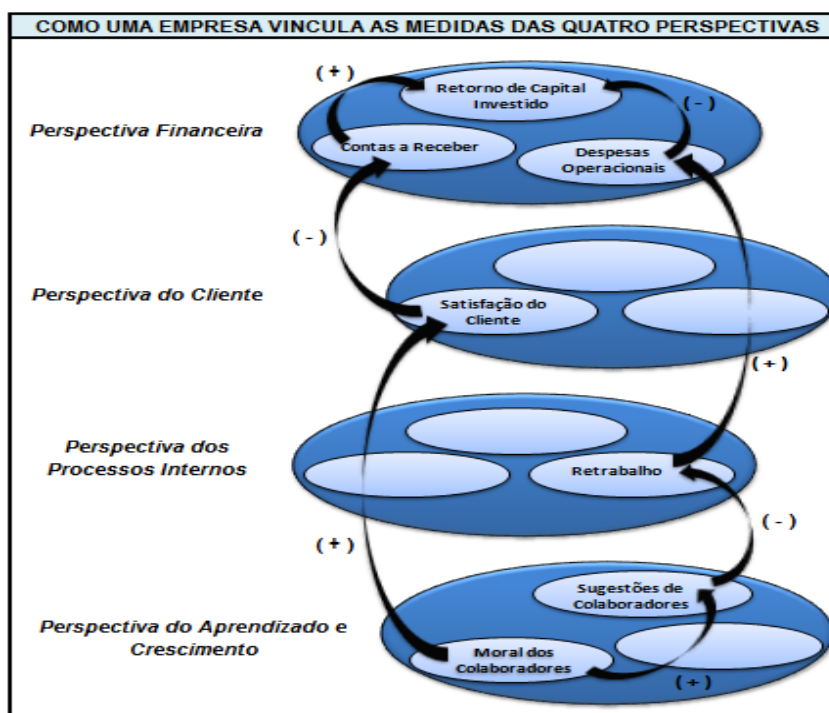 COMO UMA EMPRESA VINCULA AS MEDIDAS DAS QUATRO PERSPECTIVAS
( + )
Retorno de Capital
Investido
( - )
Perspectiva Financeira
Contas a Receber
Despesas
Operacionais
( - )
Perspectiva do Cliente
Satisfação do
Cliente
( + )
Perspectiva dos
Processos Internos
Retrabalho
( - )
( + )
Sugestões de
Colaboradores
Perspectiva do Aprendizado e
Crescimento
Moral dos
Colaboradores
( + )